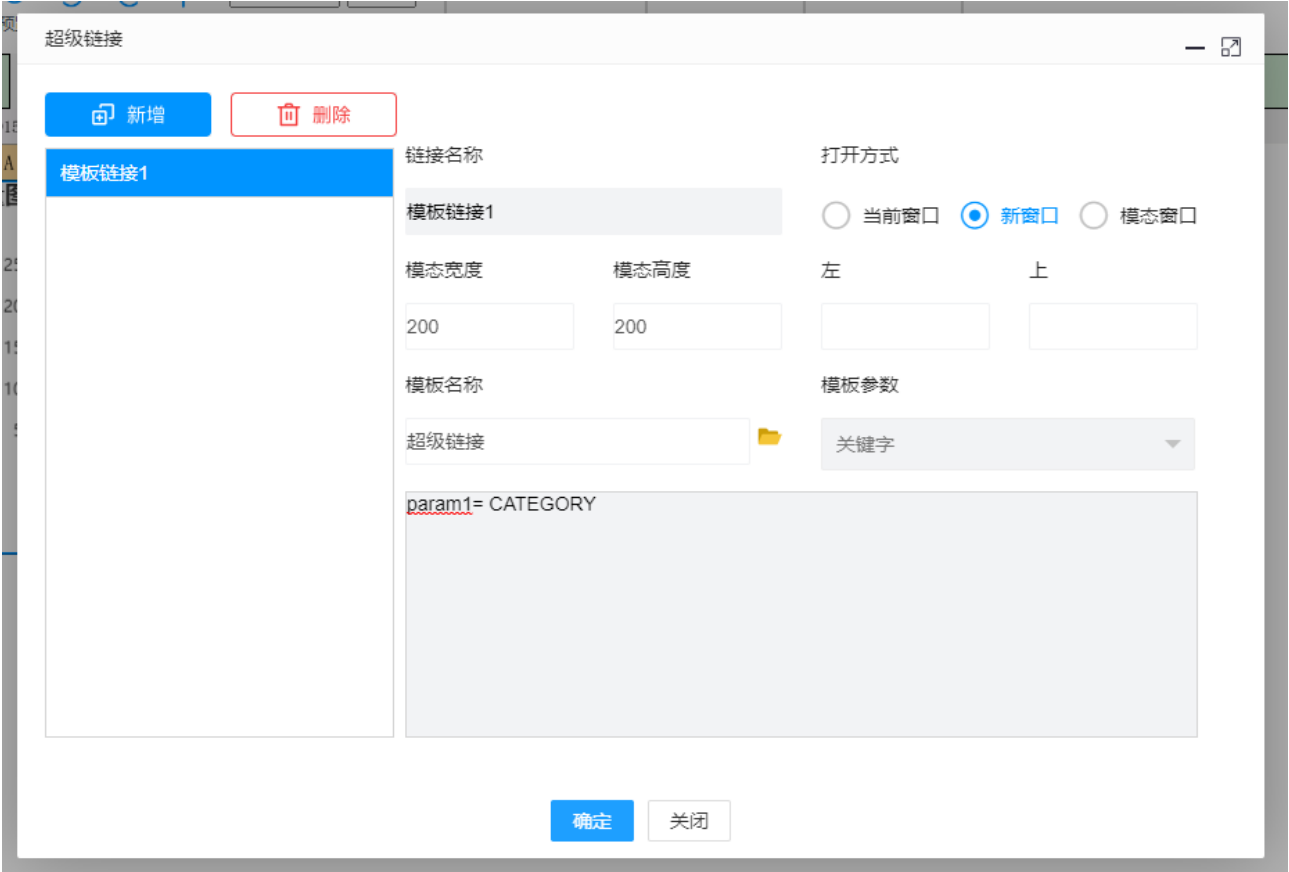 超级链接
新增 删除
模板链接1
链接名称 打开方式
模板链接1 当前窗口 新窗口 模态窗口
模态宽度 模态高度 左 上
200 200
模板名称 模板参数
超级链接 关键字
param1= CATEGORY
确定 关闭